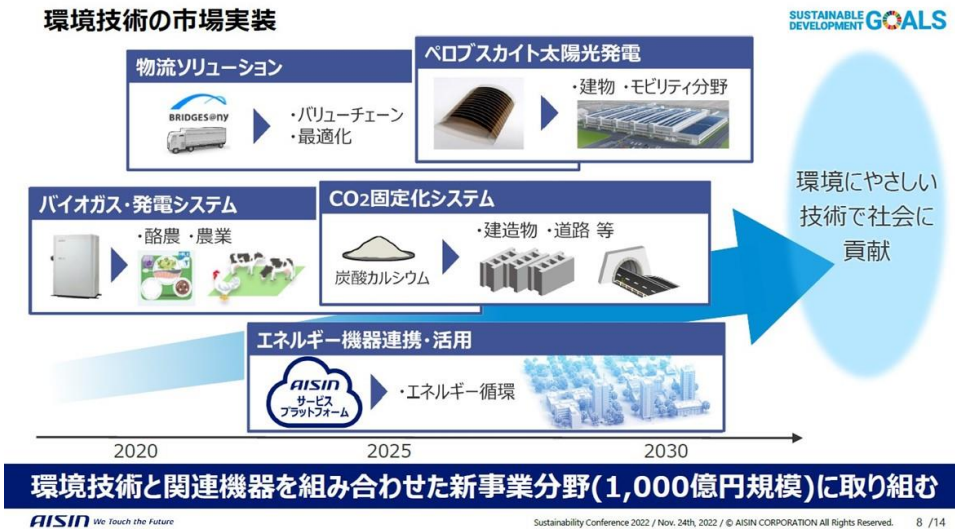 環境技術の市場実装
SUSTAINABLE
DEVELOPMENT
GOALS
物流ソリューション
BRIDGES@ny
・バリューチェーン
・最適化
ペロブスカイト太陽光発電
・建物 ・モビリティ分野
バイオガス・発電システム
・酪農 ・農業
CO2固定化システム
炭酸カルシウム
・建造物 ・道路 等
環境にやさしい
技術で社会に
貢献
エネルギー機器連携・活用
AISIN
サービス
プラットフォーム
・エネルギー循環
2020
2025
2030
環境技術と関連機器を組み合わせた新事業分野(1,000億円規模)に取り組む
AISIN We Touch the Future
Sustainability Conference 2022 / Nov. 24th, 2022 / © AISIN CORPORATION All Rights Reserved.
8 /14